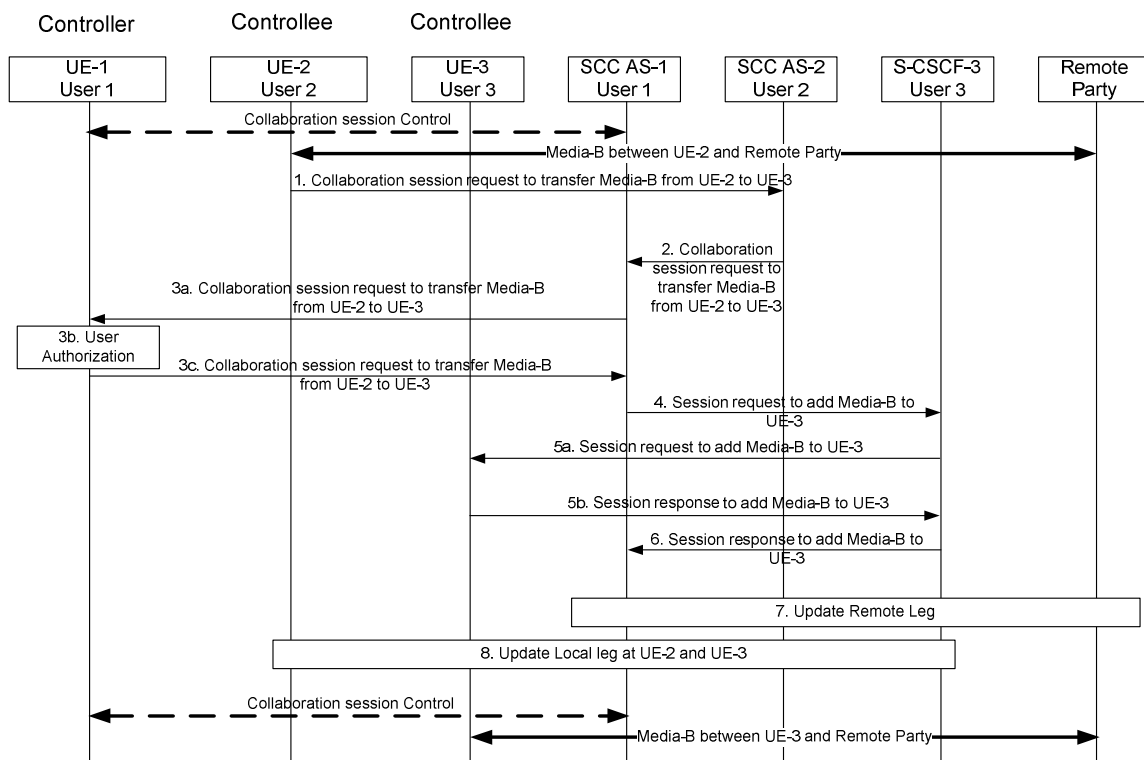 Controller
Controllee
Controllee
UE-1
User 1
UE-2
User 2
UE-3
User 3
SCC AS-1
User 1
SCC AS-2
User 2
S-CSCF-3
User 3
Remote
Party
Collaboration session Control
Media-B between UE-2 and Remote Party
1. Collaboration session request to transfer Media-B from UE-2 to UE-3
2. Collaboration
session request to
transfer Media-B
from UE-2 to UE-3
3a. Collaboration session request to transfer Media-B
from UE-2 to UE-3
3b. User
Authorization
3c. Collaboration session request to transfer Media-B
from UE-2 to UE-3
4. Session request to add Media-B to
UE-3
5a. Session request to add Media-B to UE-3
5b. Session response to add Media-B to UE-3
6. Session response to add Media-B to
UE-3
7. Update Remote Leg
8. Update Local leg at UE-2 and UE-3
Collaboration session Control
Media-B between UE-3 and Remote Party